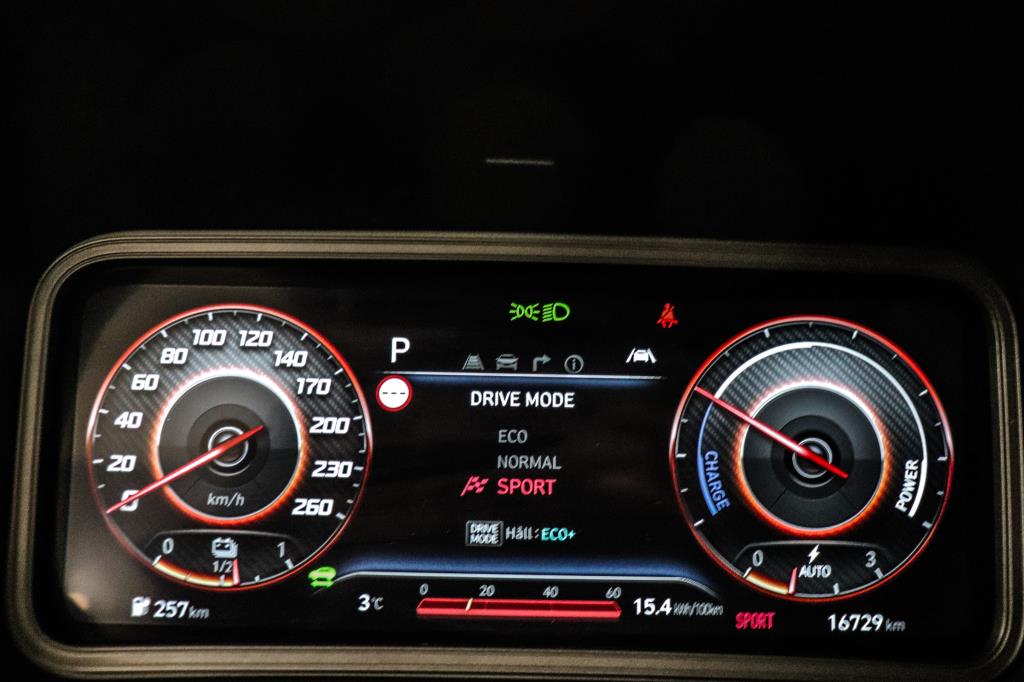 100 120
80 140
60 170
40 200
20 230
0 260
km/h
0 1
1/2
257 km
P
DRIVE MODE
ECO
NORMAL
SPORT
DRIVE MODE Håll : ECO+
3°C
0 20 40 60
15.4 kWh/100km
CHARGE
POWER
0 3
AUTO
SPORT
16729 km